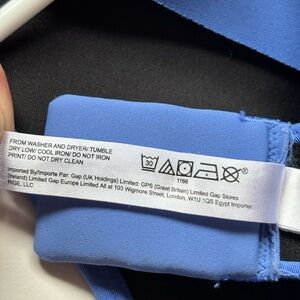 FROM WASHER AND DRYER/ TUMBLE
DRY LOW/ COOL IRON/ DO NOT IRON
PRINT/ DO NOT DRY CLEAN
30
1166
Imported By/Importe Par: Gap (UK Holdings) Limited: GPS (Great Britain) Limited Gap Stores
(Ireland) Limited Gap Europe Limited All at 103 Wigmore Street, London, W1U 1QS Egypt Importer:
RIGE, LLC